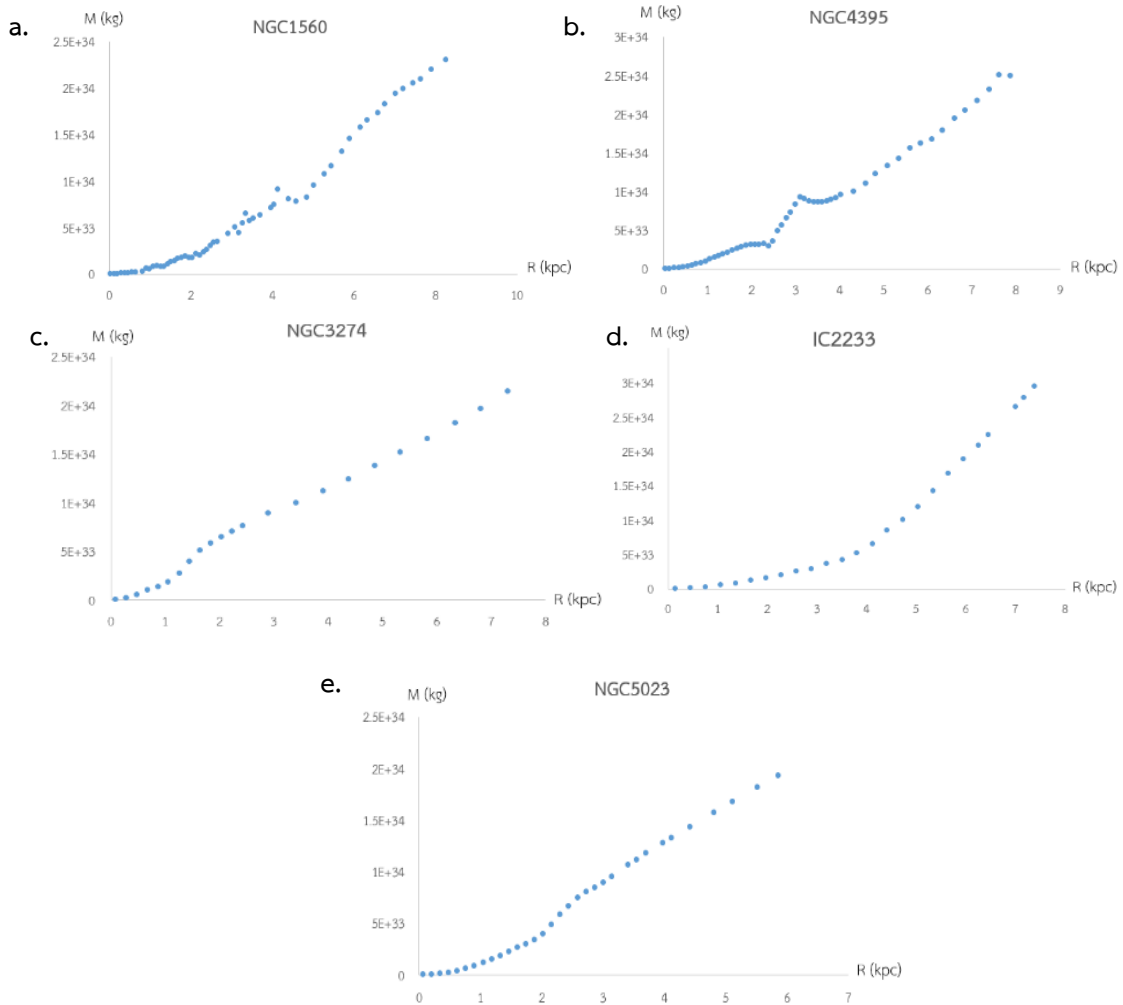 a.
M (kg)
NGC1560
2.5E+34
2E+34
1.5E+34
1E+34
5E+33
0
R (kpc)
0 2 4 6 8 10
b.
M (kg)
NGC4395
3E+34
2.5E+34
2E+34
1.5E+34
1E+34
5E+33
0
R (kpc)
0 1 2 3 4 5 6 7 8 9
c.
M (kg)
NGC3274
2.5E+34
2E+34
1.5E+34
1E+34
5E+33
0
R (kpc)
0 1 2 3 4 5 6 7 8
d.
M (kg)
IC2233
3E+34
2.5E+34
2E+34
1.5E+34
1E+34
5E+33
0
R (kpc)
0 1 2 3 4 5 6 7 8
e.
M (kg)
NGC5023
2.5E+34
2E+34
1.5E+34
1E+34
5E+33
0
R (kpc)
0 1 2 3 4 5 6 7